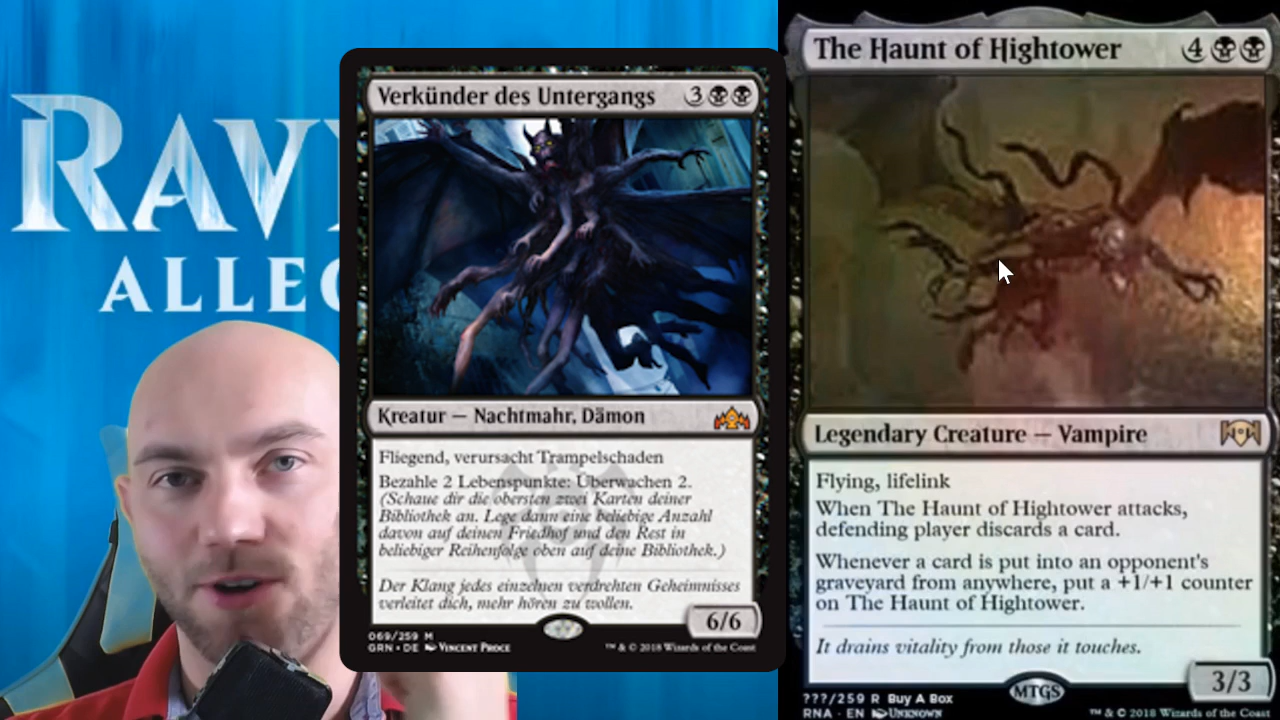 RAV
ALLE
Verkünder des Untergangs 3
Kreatur — Nachtmahr, Dämon
Fliegend, verursacht Trampelschaden
Bezahle 2 Lebenspunkte: Überwachen 2.
(Schaue dir die obersten zwei Karten deiner
Bibliothek an. Lege dann eine beliebige Anzahl
davon auf deinen Friedhof und den Rest in
beliebiger Reihenfolge oben auf deine Bibliothek.)
Der Klang jedes einzelnen verdrehten Geheimnisses
verleitet dich, mehr hören zu wollen.
6/6
069/259 M
GRN • DE Vincent Proce
™ & © 2018 Wizards of the Coast
The Haunt of Hightower 4
Legendary Creature — Vampire
Flying, lifelink
When The Haunt of Hightower attacks,
defending player discards a card.
Whenever a card is put into an opponent's
graveyard from anywhere, put a +1/+1 counter
on The Haunt of Hightower.
It drains vitality from those it touches.
3/3
MTGS
???/259 R Buy A Box
RNA • EN Unknown
™ & © 2018 Wizards of the Coast